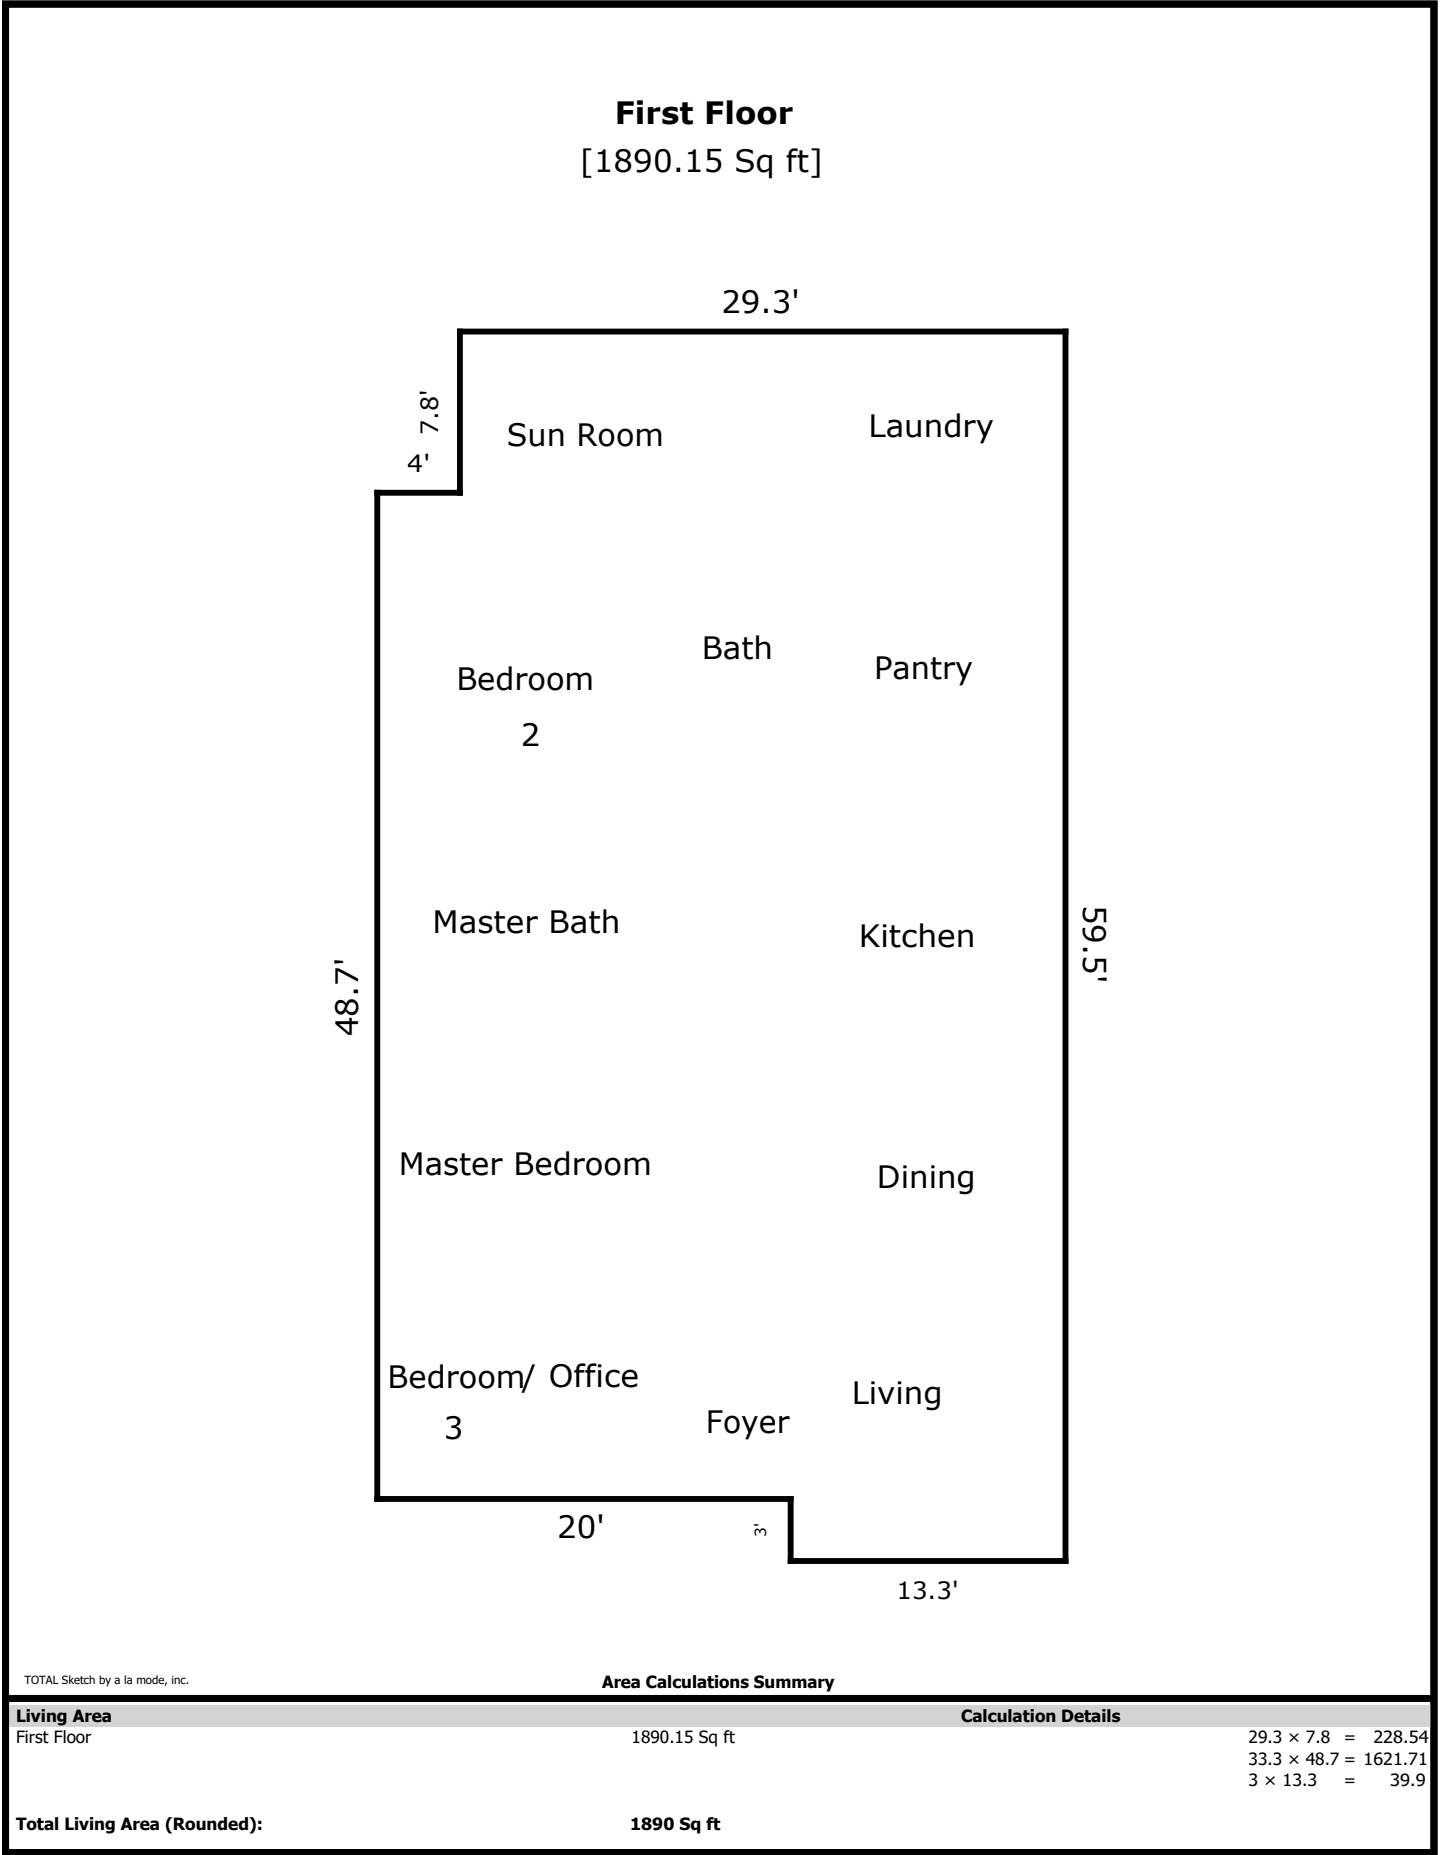 First Floor
[1890.15 Sq ft]
29.3'
7.8'
4'
Sun Room
Laundry
Bath
Pantry
Bedroom
2
Master Bath
Kitchen
59.5'
48.7'
Master Bedroom
Dining
Bedroom/ Office
3
Foyer
Living
20'
3'
13.3'
TOTAL Sketch by a la mode, inc.
Area Calculations Summary
Living Area Calculation Details
First Floor 1890.15 Sq ft 29.3 × 7.8 = 228.54
33.3 × 48.7 = 1621.71
3 × 13.3 = 39.9
Total Living Area (Rounded): 1890 Sq ft